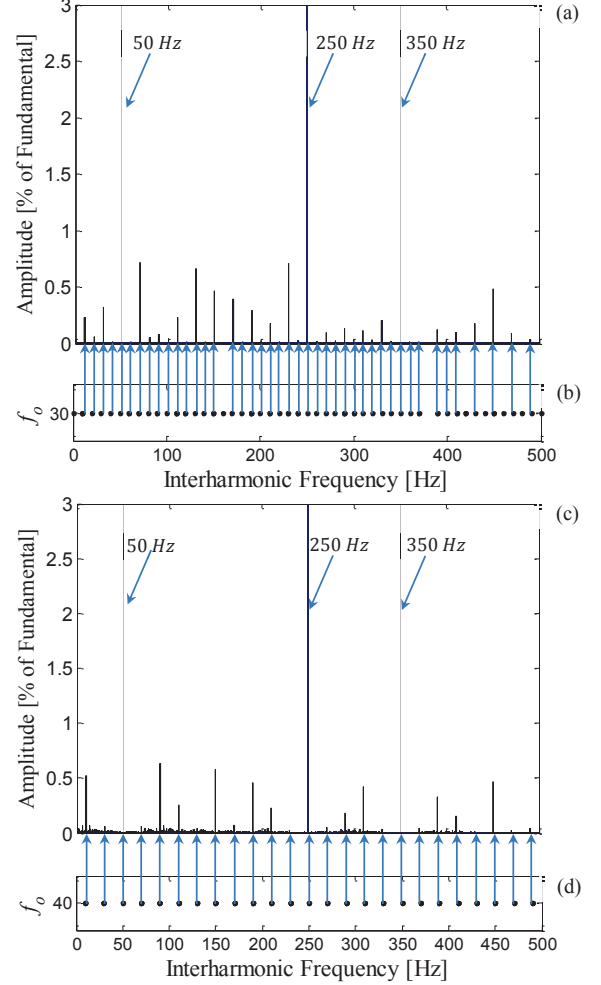 (a)
3
2.5
2
1.5
1
0.5
0
Amplitude [% of Fundamental]
50 Hz
250 Hz
350 Hz
(b)
f_o
30
0 100 200 300 400 500
Interharmonic Frequency [Hz]
(c)
3
2.5
2
1.5
1
0.5
0
Amplitude [% of Fundamental]
50 Hz
250 Hz
350 Hz
(d)
f_o
40
0 50 100 150 200 250 300 350 400 450 500
Interharmonic Frequency [Hz]